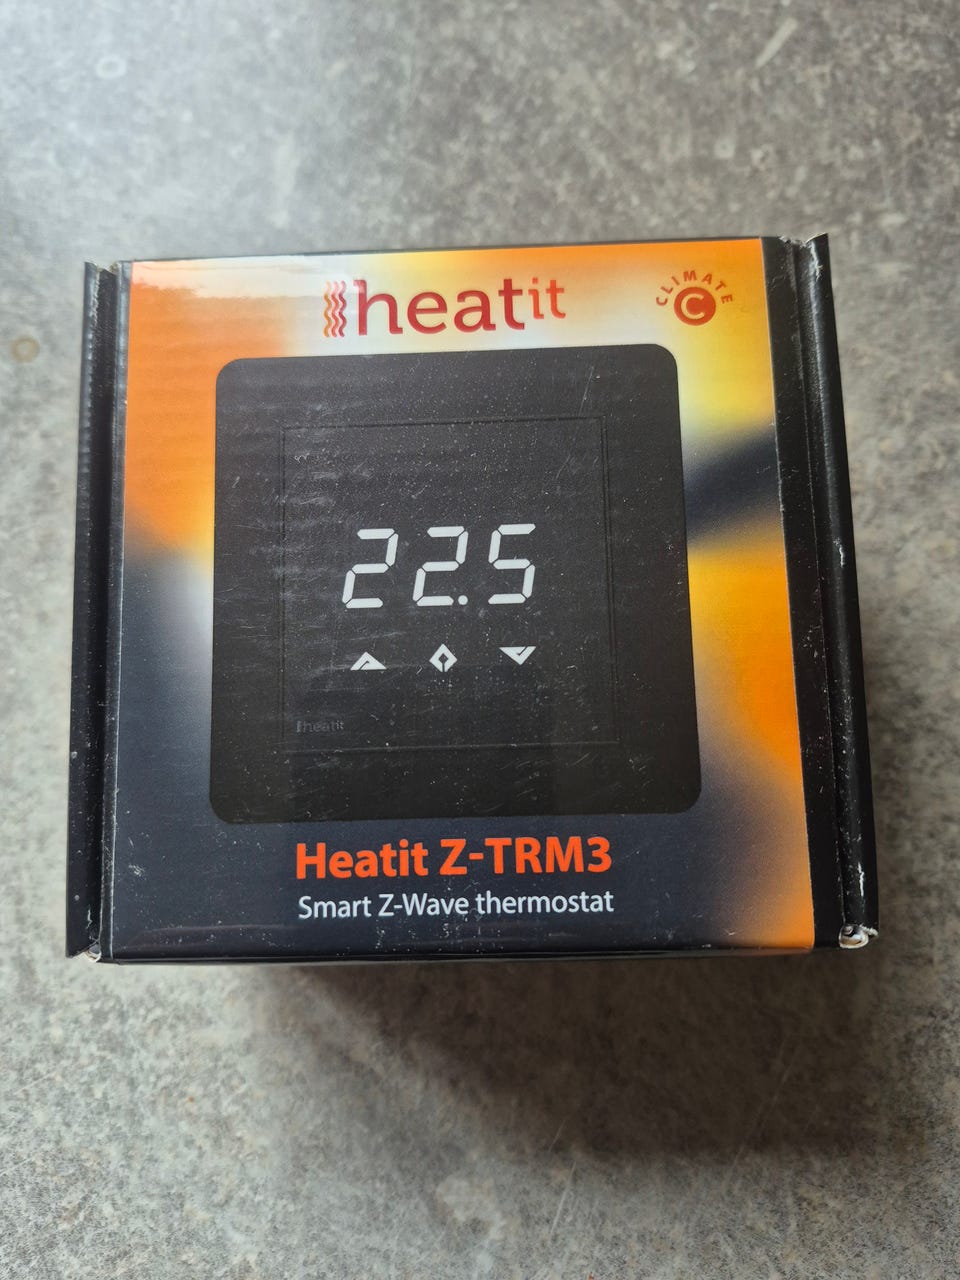 heatit
CLIMATE
C
22.5
heatit
Heatit Z-TRM3
Smart Z-Wave thermostat